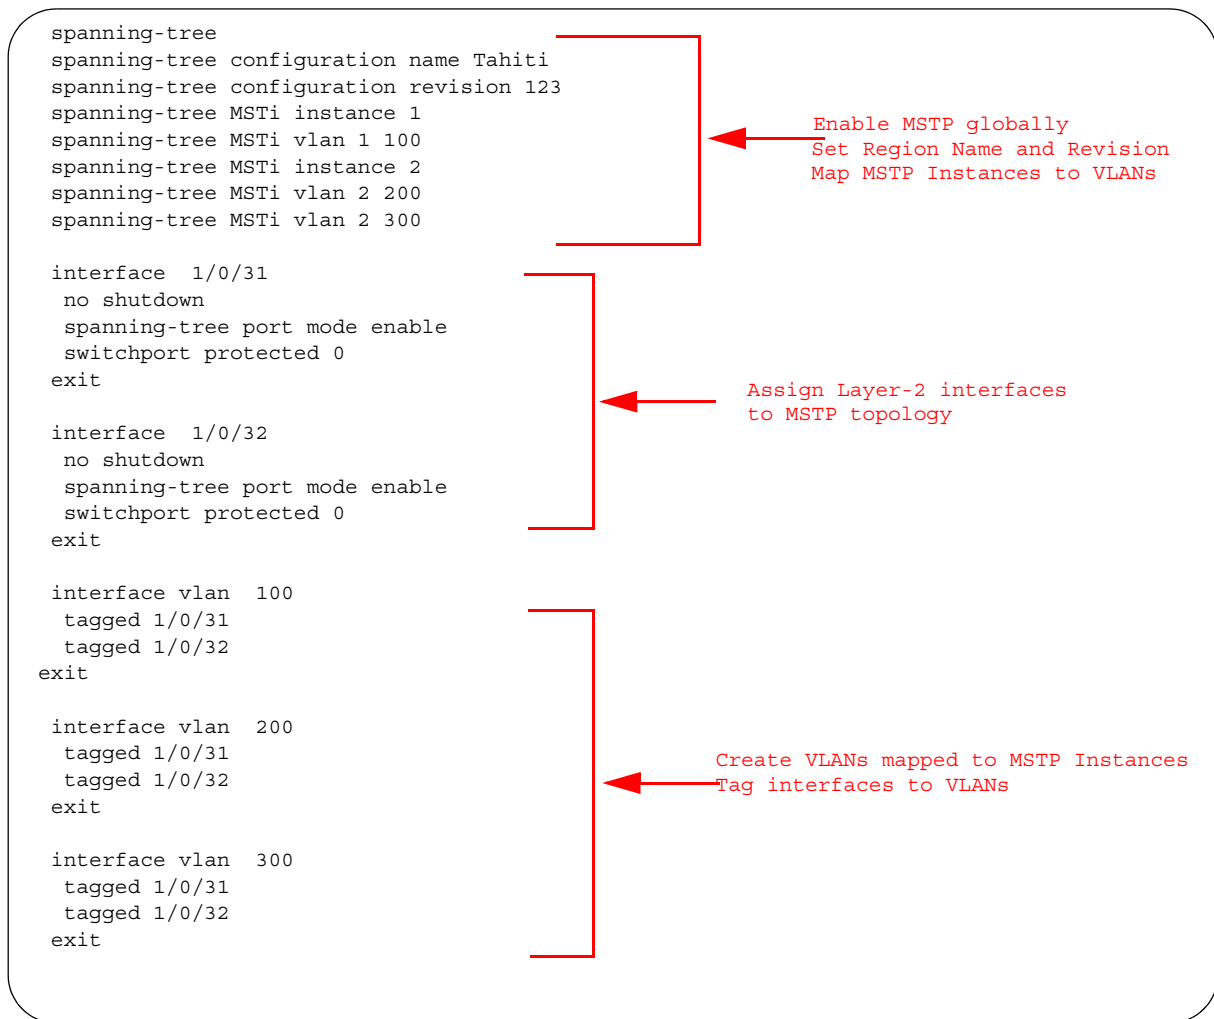 spanning-tree
spanning-tree configuration name Tahiti
spanning-tree configuration revision 123
spanning-tree MSTi instance 1
spanning-tree MSTi vlan 1 100
spanning-tree MSTi instance 2
spanning-tree MSTi vlan 2 200
spanning-tree MSTi vlan 2 300
Enable MSTP globally
Set Region Name and Revision
Map MSTP Instances to VLANs
interface  1/0/31
no shutdown
spanning-tree port mode enable
switchport protected 0
exit
interface  1/0/32
no shutdown
spanning-tree port mode enable
switchport protected 0
exit
Assign Layer-2 interfaces
to MSTP topology
interface vlan  100
tagged 1/0/31
tagged 1/0/32
exit
interface vlan  200
tagged 1/0/31
tagged 1/0/32
exit
interface vlan  300
tagged 1/0/31
tagged 1/0/32
exit
Create VLANs mapped to MSTP Instances
Tag interfaces to VLANs